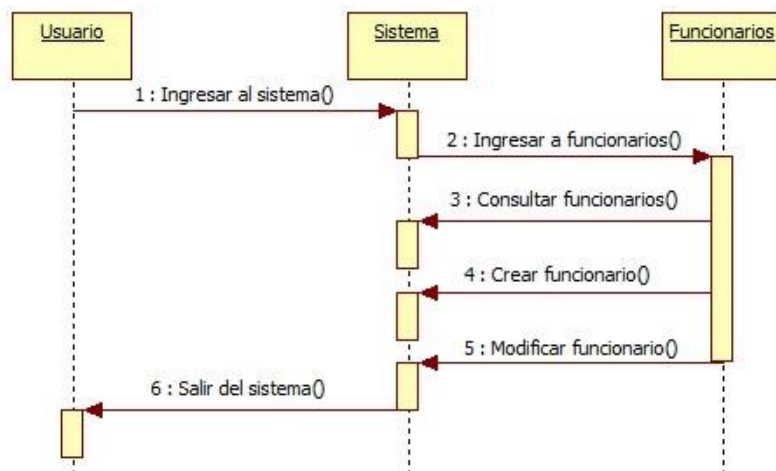 Usuario
Sistema
Funcionarios
1 : Ingresar al sistema()
2 : Ingresar a funcionarios()
3 : Consultar funcionarios()
4 : Crear funcionario()
5 : Modificar funcionario()
6 : Salir del sistema()